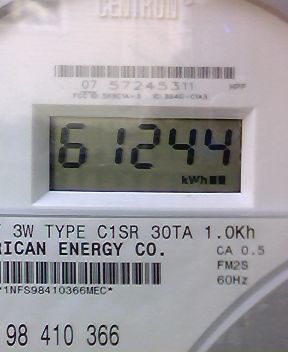 CENTRON
07 57245311
HPF
61244
kWh
3W TYPE C1SR 30TA 1.0Kh
RICAN ENERGY CO.
CA 0.5
FM2S
60Hz
*1NFS98410366MEC*
98 410 366